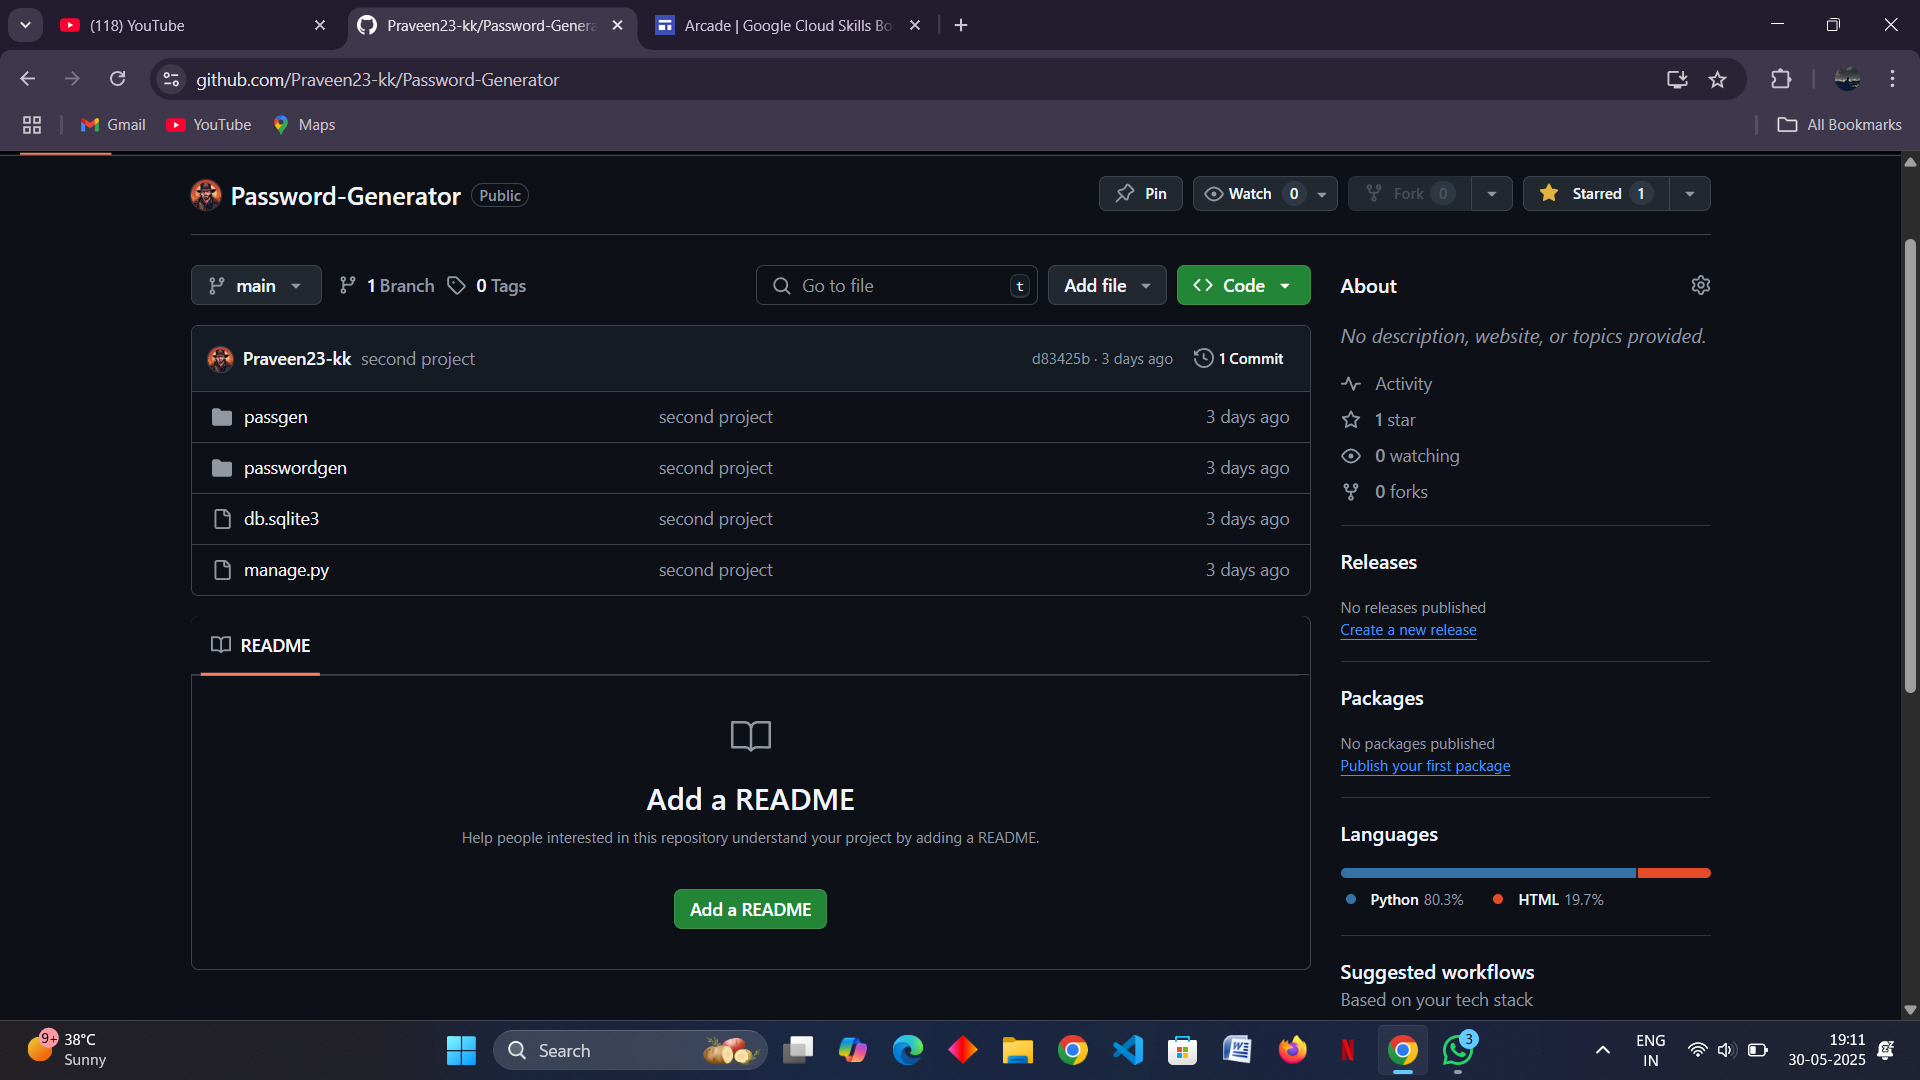 (118) YouTube
Praveen23-kk/Password-Genera
Arcade | Google Cloud Skills Bo
github.com/Praveen23-kk/Password-Generator
Gmail
YouTube
Maps
All Bookmarks
Password-Generator
Public
Pin
Watch 0
Fork 0
Starred 1
main
1 Branch
0 Tags
Go to file
t
Add file
Code
Praveen23-kk second project
d83425b · 3 days ago
1 Commit
passgen second project 3 days ago
passwordgen second project 3 days ago
db.sqlite3 second project 3 days ago
manage.py second project 3 days ago
README
Add a README
Help people interested in this repository understand your project by adding a README.
Add a README
About
No description, website, or topics provided.
Activity
1 star
0 watching
0 forks
Releases
No releases published
Create a new release
Packages
No packages published
Publish your first package
Languages
Python 80.3%
HTML 19.7%
Suggested workflows
Based on your tech stack
9+
38°C
Sunny
Search
3
ENG
IN
19:11
30-05-2025